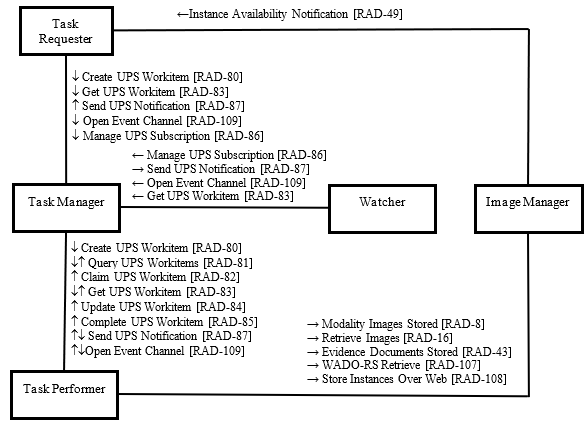 ←Instance Availability Notification [RAD-49]
Task
Requester
↓ Create UPS Workitem [RAD-80]
↓ Get UPS Workitem [RAD-83]
↑ Send UPS Notification [RAD-87]
↓ Open Event Channel [RAD-109]
↓ Manage UPS Subscription [RAD-86]
← Manage UPS Subscription [RAD-86]
→ Send UPS Notification [RAD-87]
← Open Event Channel [RAD-109]
← Get UPS Workitem [RAD-83]
Task Manager
Watcher
Image Manager
↓ Create UPS Workitem [RAD-80]
↓↑ Query UPS Workitems [RAD-81]
↑ Claim UPS Workitem [RAD-82]
↓↑ Get UPS Workitem [RAD-83]
↑ Update UPS Workitem [RAD-84]
↑ Complete UPS Workitem [RAD-85]
↑↓ Send UPS Notification [RAD-87]
↑↓Open Event Channel [RAD-109]
→ Modality Images Stored [RAD-8]
→ Retrieve Images [RAD-16]
→ Evidence Documents Stored [RAD-43]
→ WADO-RS Retrieve [RAD-107]
→ Store Instances Over Web [RAD-108]
Task Performer